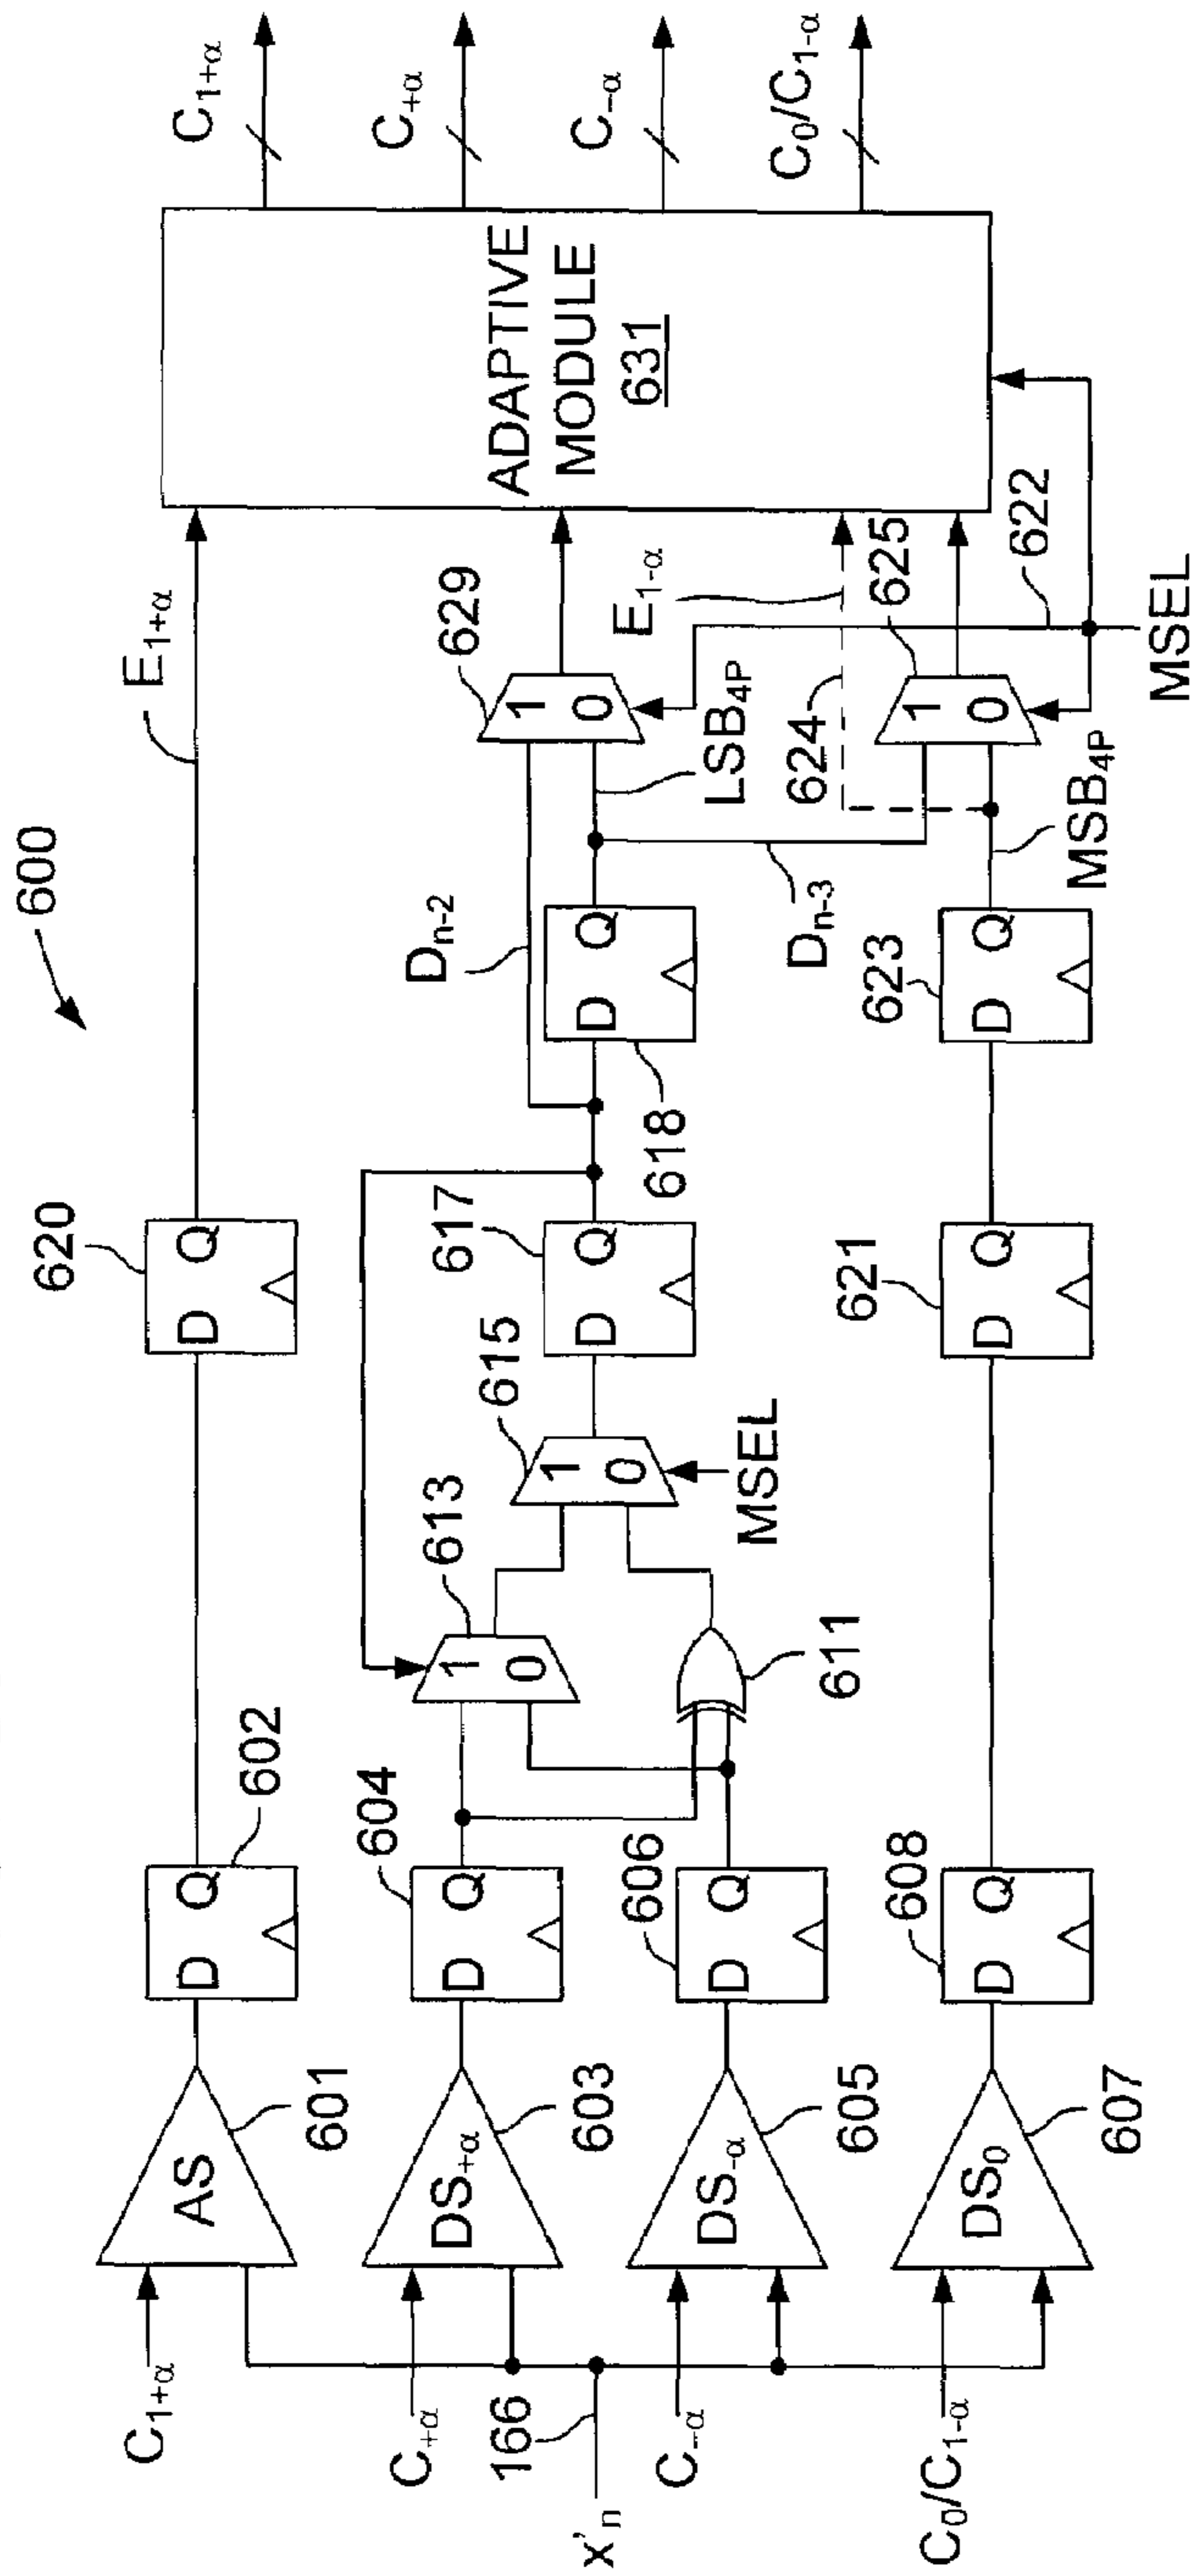 600
C1+α
AS
601
D Q
602
D Q
620
E1+α
C+α
DS+α
603
D Q
604
1 0
613
1 0
615
MSEL
D Q
617
D Q
618
Dn-2
1 0
629
LSB4P
Dn-3
166
x'n
C-α
DS-α
605
D Q
606
611
C0/C1-α
DS0
607
D Q
608
D Q
621
D Q
623
MSB4P
624
E1-α
1 0
625
622
MSEL
ADAPTIVE
MODULE
631
C1+α
C+α
C-α
C0/C1-α